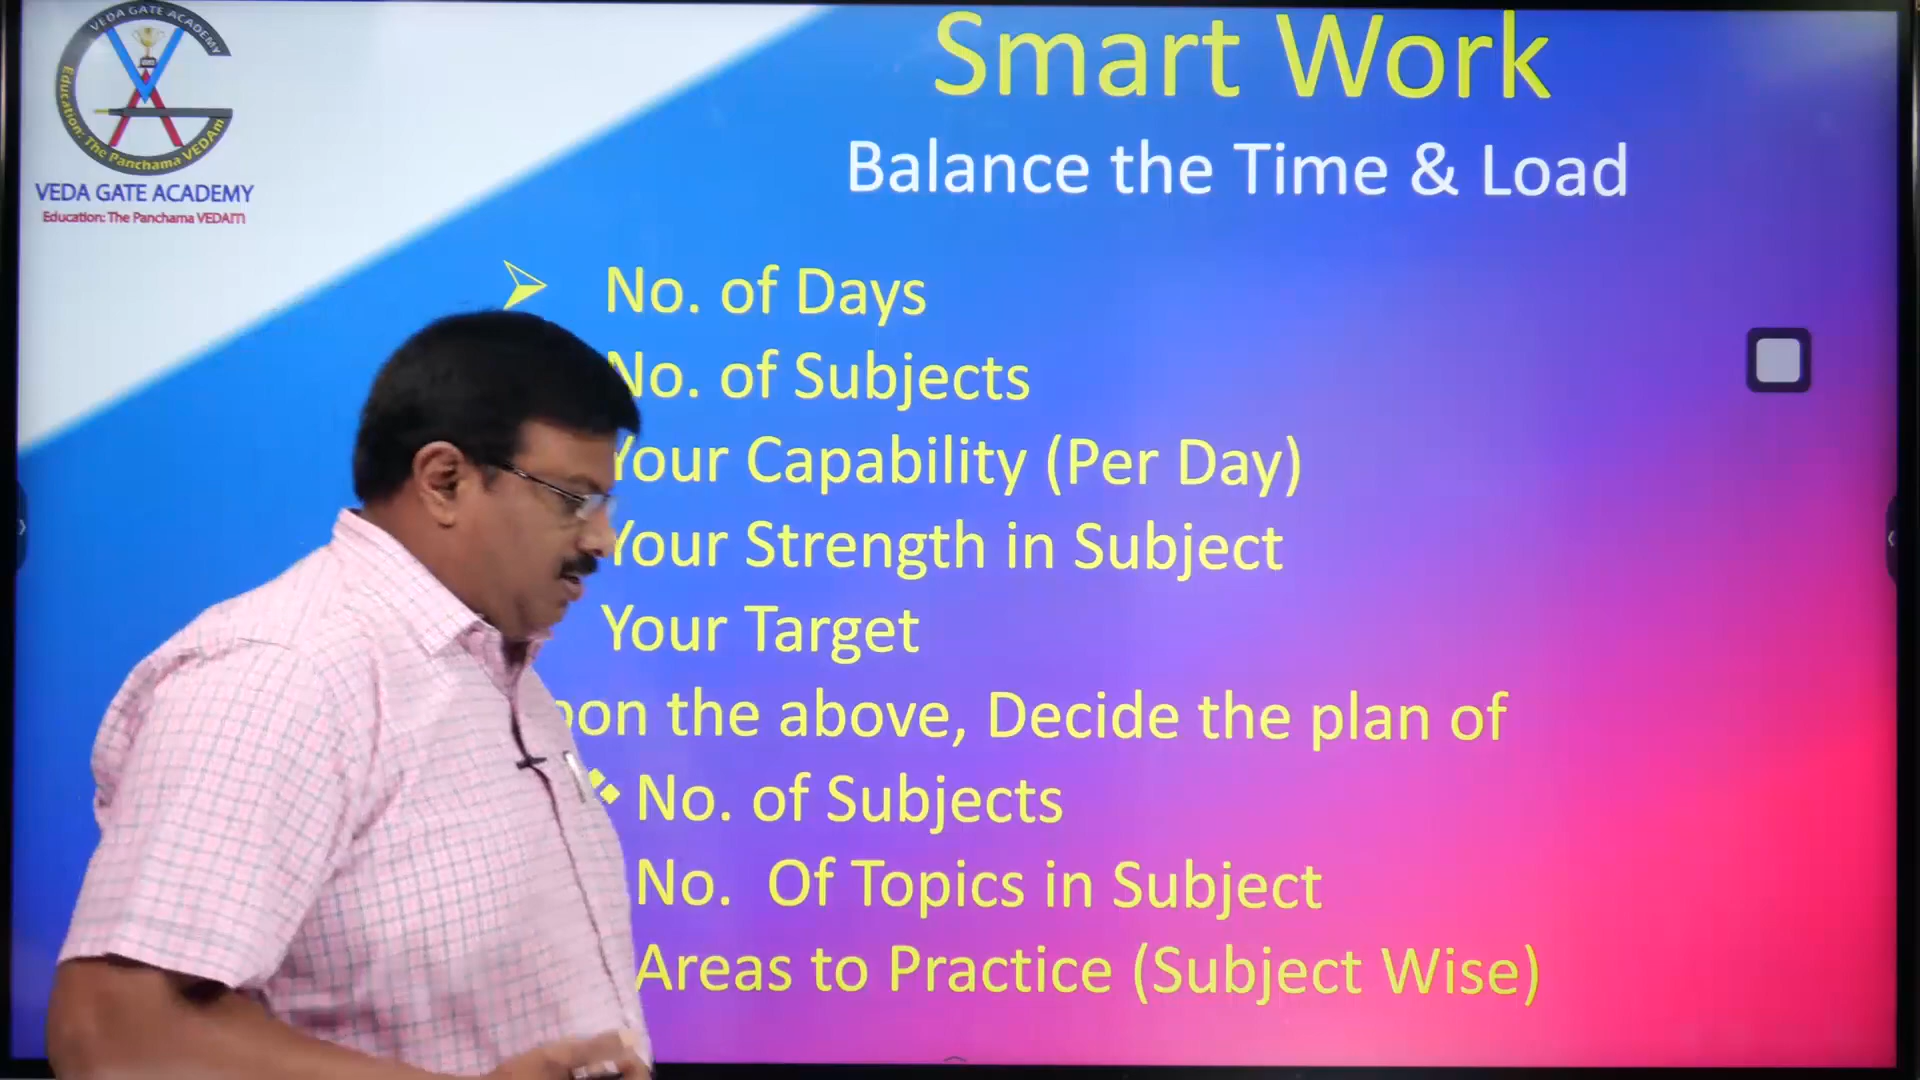 VEDA GATE ACADEMY
Education: The Panchama VEDAm
VEDA GATE ACADEMY
Education: The Panchama VEDAm
Smart Work
Balance the Time & Load
No. of Days
No. of Subjects
Your Capability (Per Day)
Your Strength in Subject
Your Target
the above, Decide the plan of
No. of Subjects
No. Of Topics in Subject
Areas to Practice (Subject Wise)